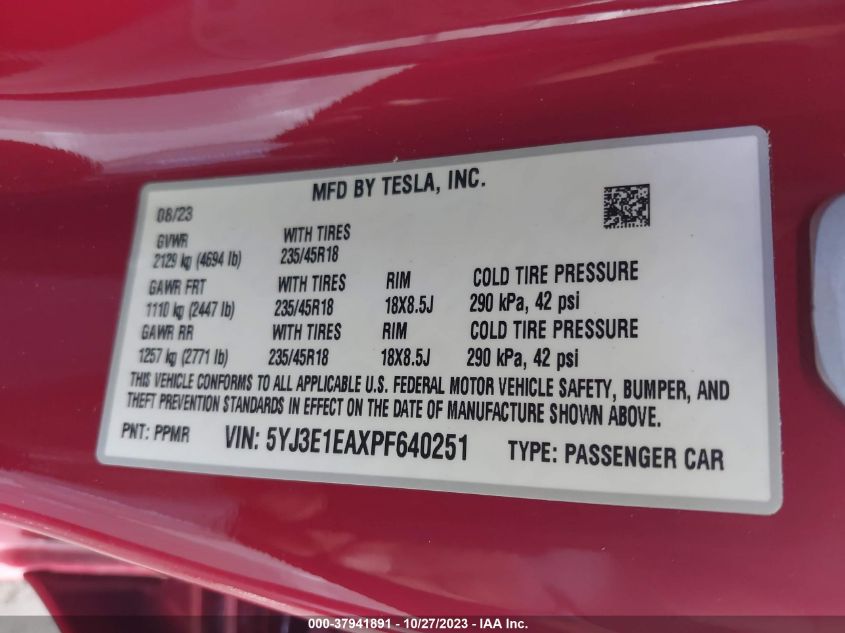 MFD BY TESLA, INC.
08/23
GVWR WITH TIRES
2129 kg (4694 lb) 235/45R18
GAWR FRT WITH TIRES RIM COLD TIRE PRESSURE
1110 kg (2447 lb) 235/45R18 18X8.5J 290 kPa, 42 psi
GAWR RR WITH TIRES RIM COLD TIRE PRESSURE
1257 kg (2771 lb) 235/45R18 18X8.5J 290 kPa, 42 psi
THIS VEHICLE CONFORMS TO ALL APPLICABLE U.S. FEDERAL MOTOR VEHICLE SAFETY, BUMPER, AND
THEFT PREVENTION STANDARDS IN EFFECT ON THE DATE OF MANUFACTURE SHOWN ABOVE.
PNT: PPMR VIN: 5YJ3E1EAXPF640251 TYPE: PASSENGER CAR
000-37941891 - 10/27/2023 - IAA Inc.